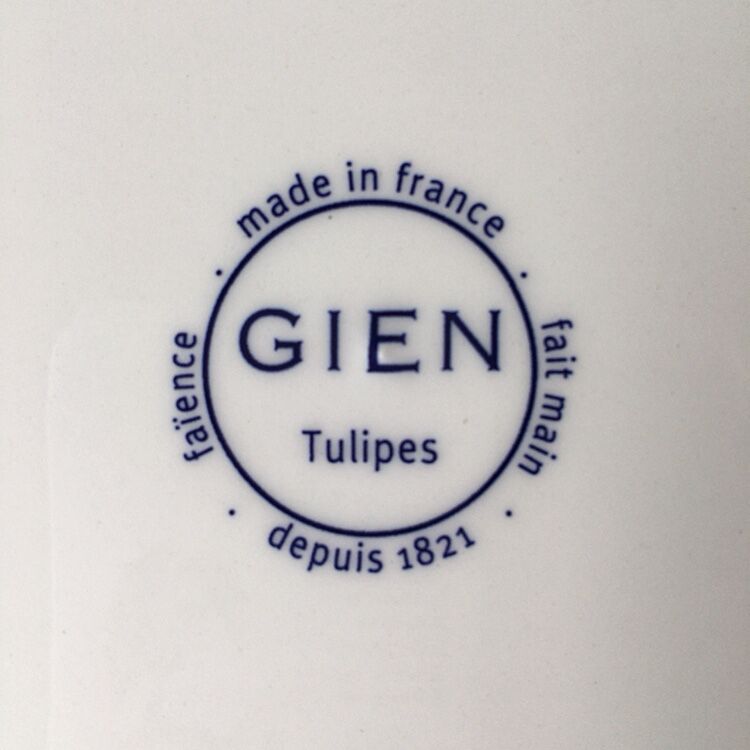 made in france
GIEN
Tulipes
faïence
fait main
depuis 1821